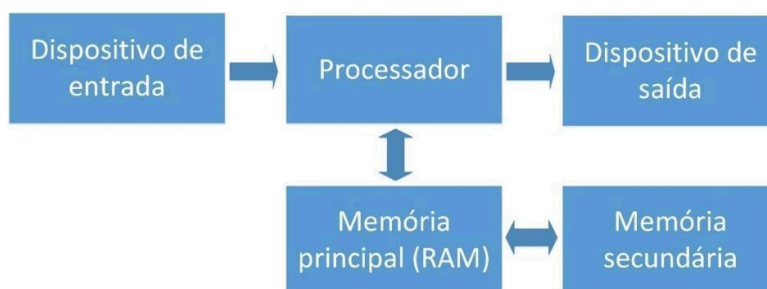 Dispositivo de
entrada
Processador
Dispositivo de
saída
Memória
principal (RAM)
Memória
secundária